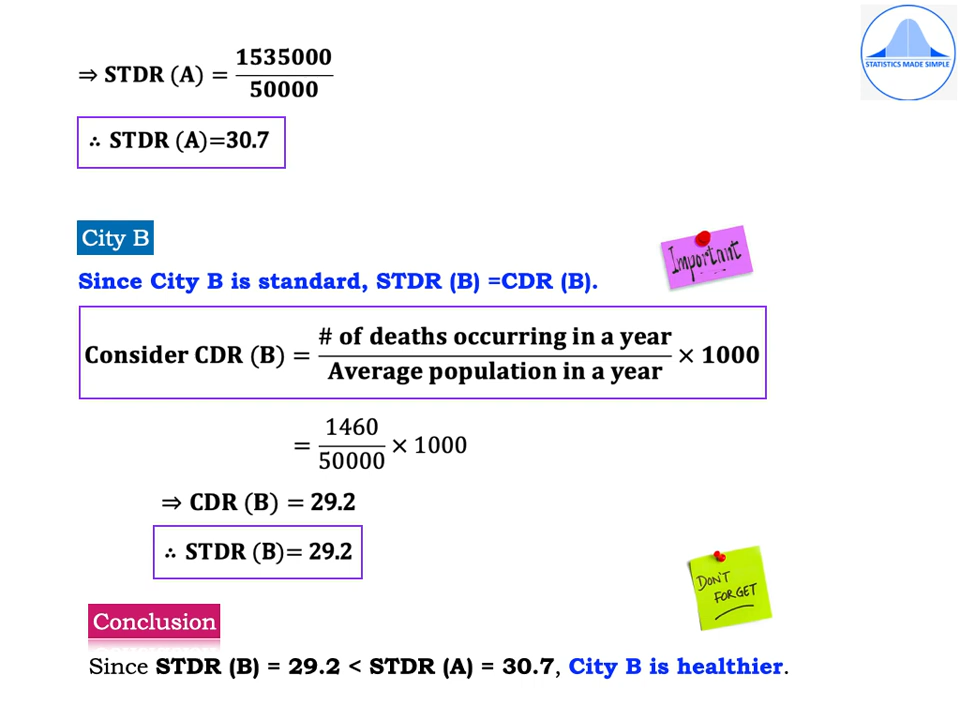 STATISTICS MADE SIMPLE
⇒ STDR (A) = 1535000/50000
∴ STDR (A)=30.7
City B
Important
Since City B is standard, STDR (B) =CDR (B).
Consider CDR (B) = # of deaths occurring in a year/Average population in a year × 1000
= 1460/50000 × 1000
⇒ CDR (B) = 29.2
∴ STDR (B)= 29.2
DON'T
FORGET
Conclusion
Since STDR (B) = 29.2 < STDR (A) = 30.7, City B is healthier.